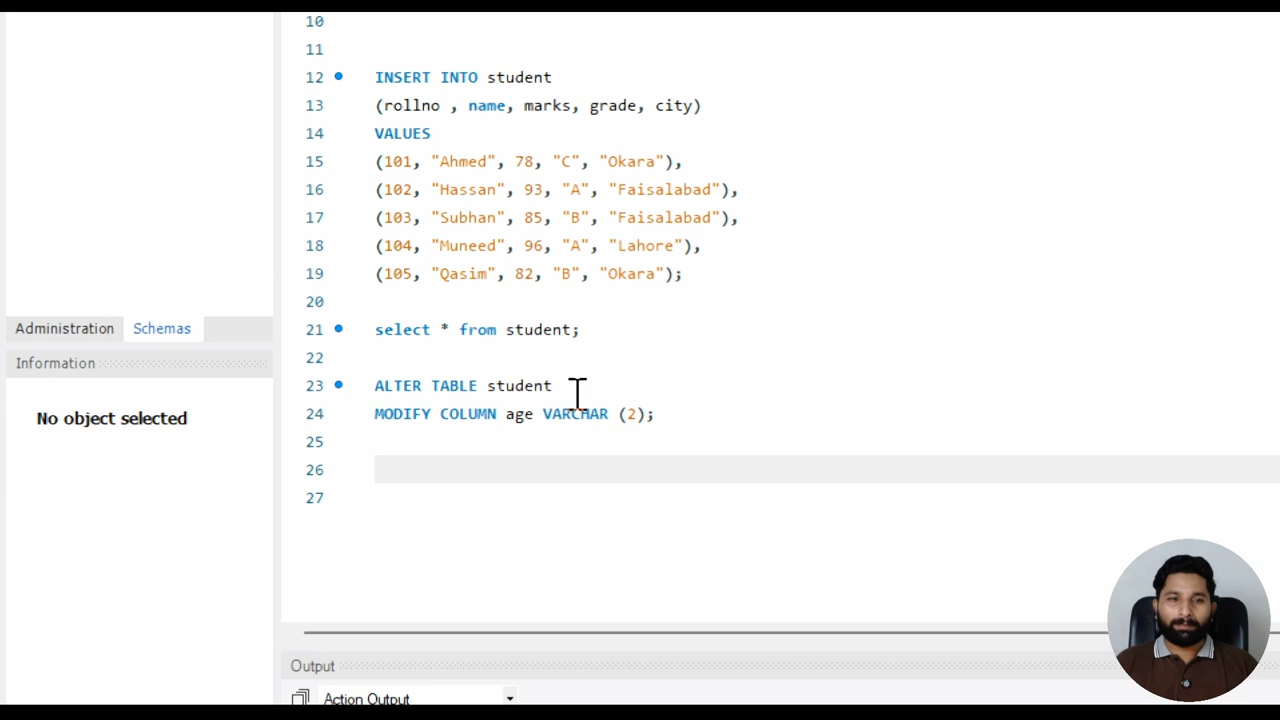 10
11
12 INSERT INTO student
13 (rollno , name, marks, grade, city)
14 VALUES
15 (101, "Ahmed", 78, "C", "Okara"),
16 (102, "Hassan", 93, "A", "Faisalabad"),
17 (103, "Subhan", 85, "B", "Faisalabad"),
18 (104, "Muneed", 96, "A", "Lahore"),
19 (105, "Qasim", 82, "B", "Okara");
20
21 select * from student;
22
23 ALTER TABLE student
24 MODIFY COLUMN age VARCHAR (2);
25
26
27
Administration Schemas
Information
No object selected
Output
Action Output